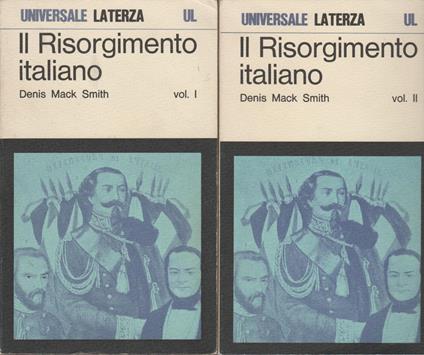 UNIVERSALE LATERZA UL
Il Risorgimento
italiano
Denis Mack Smith vol. I
UNIVERSALE LATERZA UL
Il Risorgimento
italiano
Denis Mack Smith vol. II